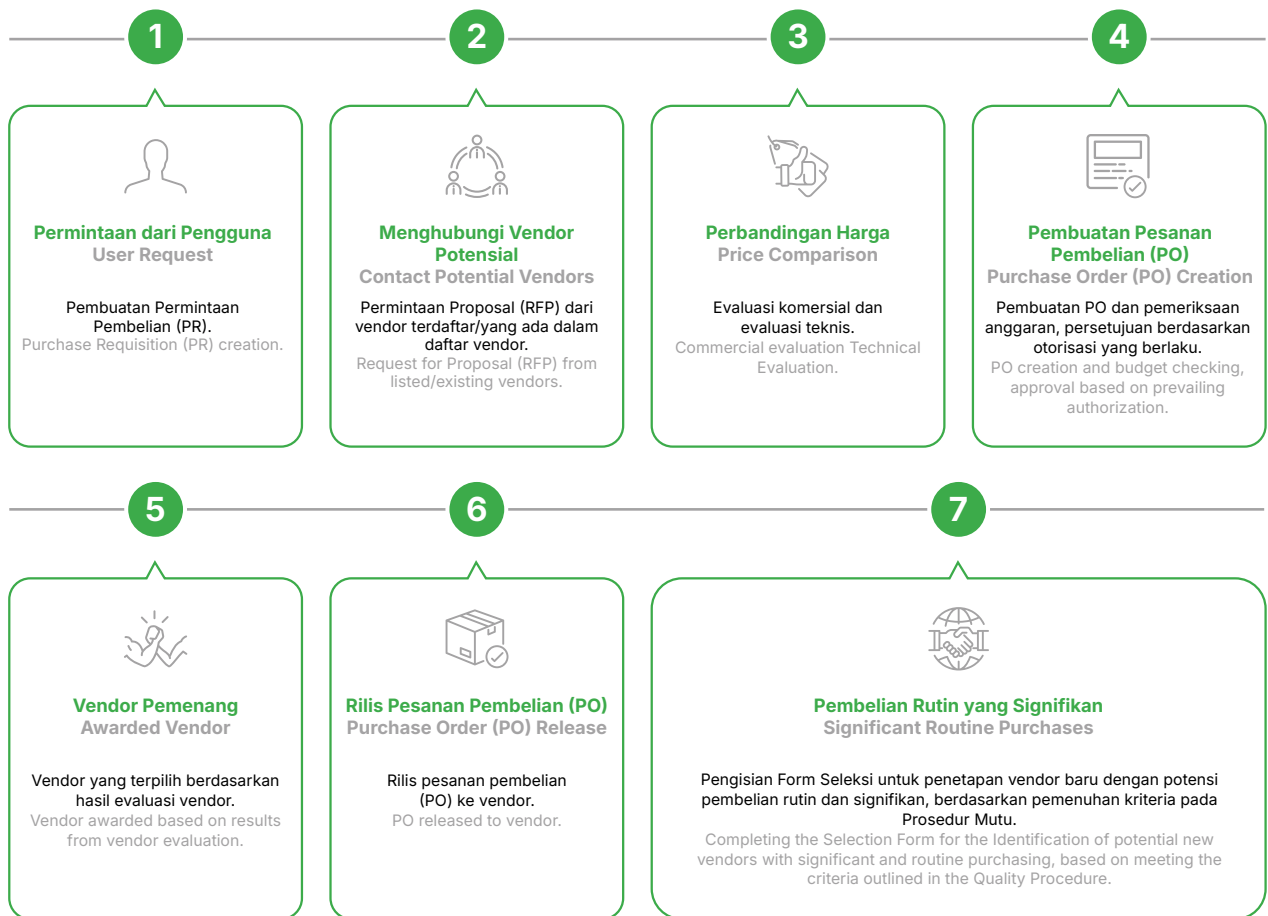 1
2
3
4
Permintaan dari Pengguna
User Request
Pembuatan Permintaan
Pembelian (PR).
Purchase Requisition (PR) creation.
Menghubungi Vendor
Potensial
Contact Potential Vendors
Permintaan Proposal (RFP) dari
vendor terdaftar/yang ada dalam
daftar vendor.
Request for Proposal (RFP) from
listed/existing vendors.
Perbandingan Harga
Price Comparison
Evaluasi komersial dan
evaluasi teknis.
Commercial evaluation Technical
Evaluation.
Pembuatan Pesanan
Pembelian (PO)
Purchase Order (PO) Creation
Pembuatan PO dan pemeriksaan
anggaran, persetujuan berdasarkan
otorisasi yang berlaku.
PO creation and budget checking,
approval based on prevailing
authorization.
5
6
7
Vendor Pemenang
Awarded Vendor
Vendor yang terpilih berdasarkan
hasil evaluasi vendor.
Vendor awarded based on results
from vendor evaluation.
Rilis Pesanan Pembelian (PO)
Purchase Order (PO) Release
Rilis pesanan pembelian
(PO) ke vendor.
PO released to vendor.
Pembelian Rutin yang Signifikan
Significant Routine Purchases
Pengisian Form Seleksi untuk penetapan vendor baru dengan potensi
pembelian rutin dan signifikan, berdasarkan pemenuhan kriteria pada
Prosedur Mutu.
Completing the Selection Form for the Identification of potential new
vendors with significant and routine purchasing, based on meeting the
criteria outlined in the Quality Procedure.